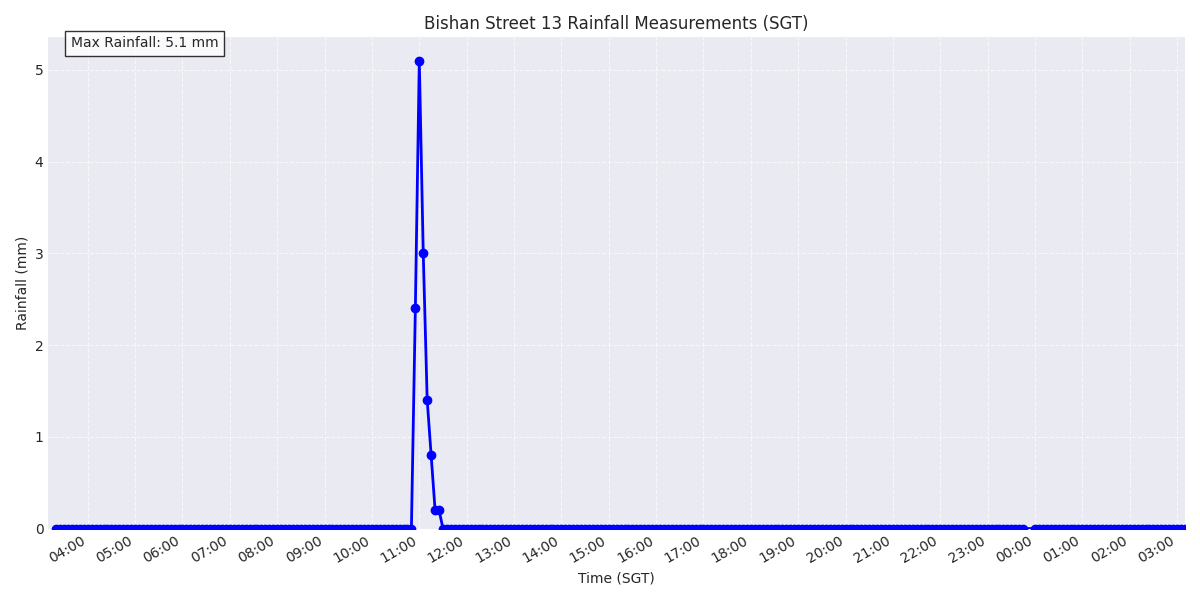 Bishan Street 13 Rainfall Measurements (SGT)
Max Rainfall: 5.1 mm
Rainfall (mm)
5
4
3
2
1
0
04:00 05:00 06:00 07:00 08:00 09:00 10:00 11:00 12:00 13:00 14:00 15:00 16:00 17:00 18:00 19:00 20:00 21:00 22:00 23:00 00:00 01:00 02:00 03:00
Time (SGT)